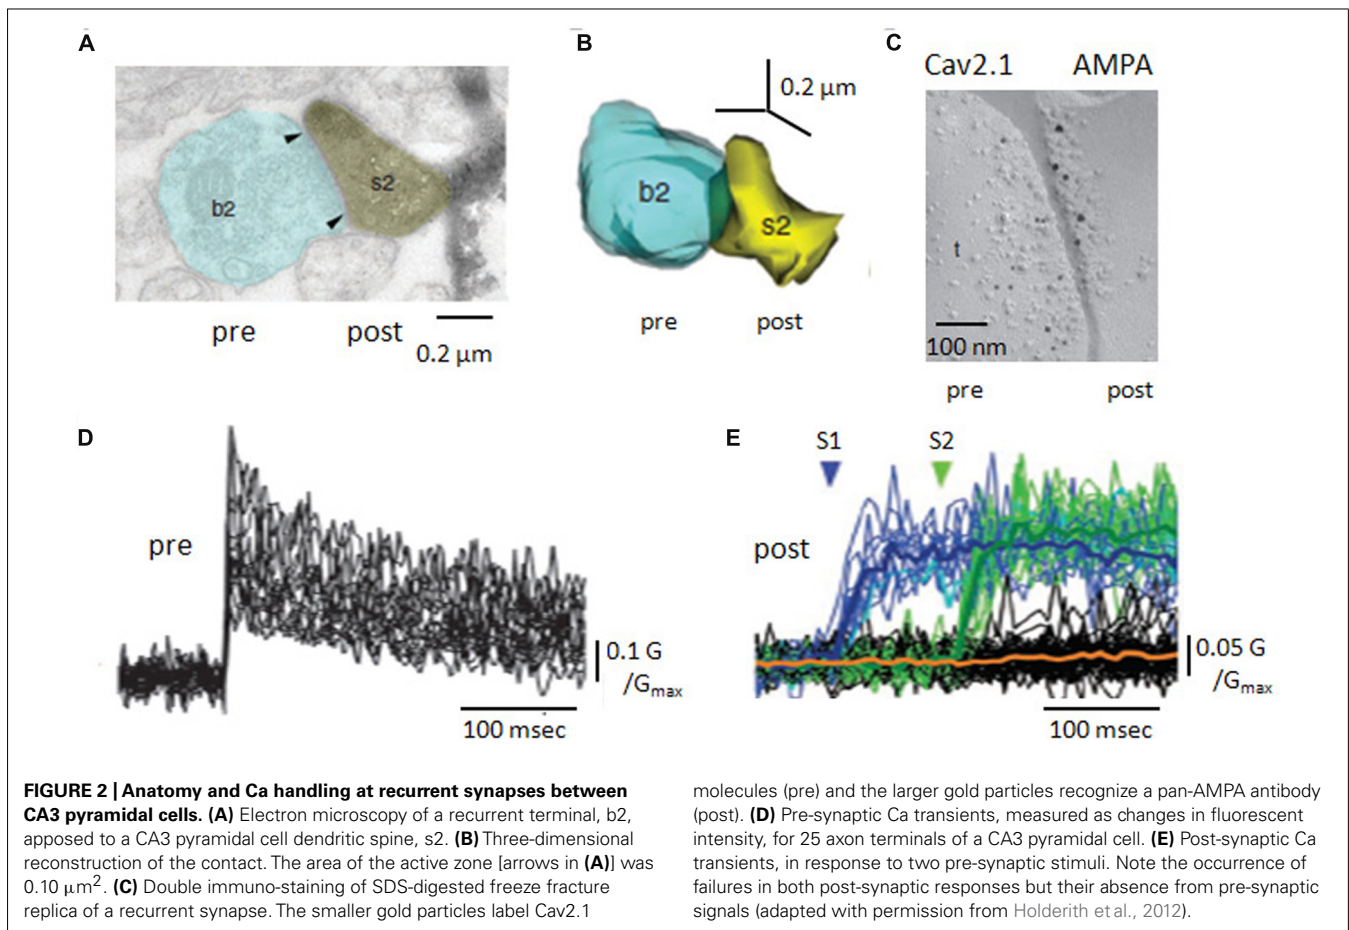 A
b2
s2
pre
post
0.2 µm
B
0.2 µm
b2
s2
pre
post
C
Cav2.1 AMPA
t
100 nm
pre
post
D
pre
0.1 G
/Gmax
100 msec
E
S1
S2
post
0.05 G
/Gmax
100 msec
FIGURE 2 | Anatomy and Ca handling at recurrent synapses between
CA3 pyramidal cells. (A) Electron microscopy of a recurrent terminal, b2,
apposed to a CA3 pyramidal cell dendritic spine, s2. (B) Three-dimensional
reconstruction of the contact. The area of the active zone [arrows in (A)] was
0.10 µm². (C) Double immuno-staining of SDS-digested freeze fracture
replica of a recurrent synapse. The smaller gold particles label Cav2.1
molecules (pre) and the larger gold particles recognize a pan-AMPA antibody
(post). (D) Pre-synaptic Ca transients, measured as changes in fluorescent
intensity, for 25 axon terminals of a CA3 pyramidal cell. (E) Post-synaptic Ca
transients, in response to two pre-synaptic stimuli. Note the occurrence of
failures in both post-synaptic responses but their absence from pre-synaptic
signals (adapted with permission from Holderith et al., 2012).